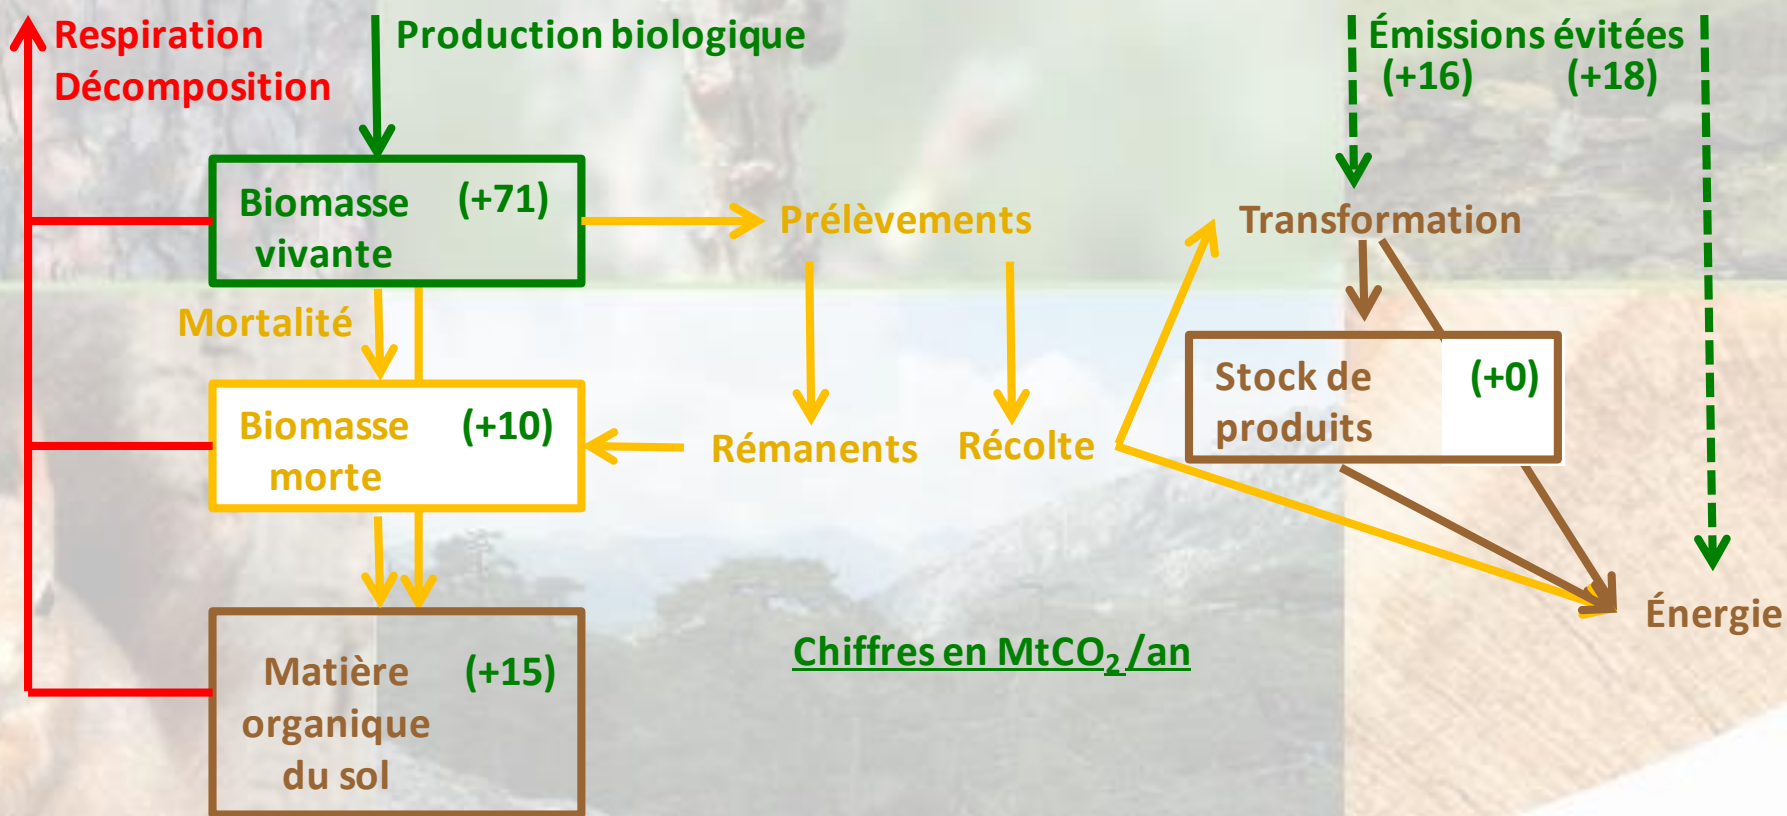 Respiration
Décomposition
Production biologique
Émissions évitées
(+16) (+18)
Biomasse (+71)
vivante
Prélèvements
Transformation
Mortalité
Stock de (+0)
produits
Biomasse (+10)
morte
Rémanents
Récolte
Énergie
Matière (+15)
organique
du sol
Chiffres en MtCO₂/an